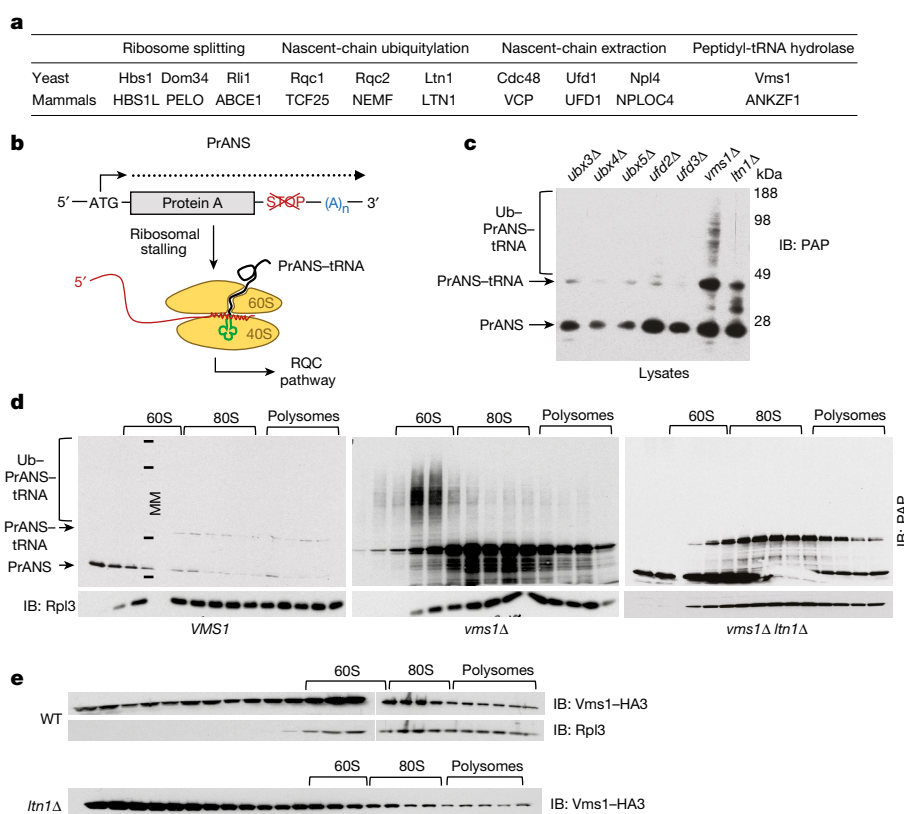 a
Ribosome splitting Nascent-chain ubiquitylation Nascent-chain extraction Peptidyl-tRNA hydrolase
Yeast Hbs1 Dom34 Rli1 Rqc1 Rqc2 Ltn1 Cdc48 Ufd1 Npl4 Vms1
Mammals HBS1L PELO ABCE1 TCF25 NEMF LTN1 VCP UFD1 NPLOC4 ANKZF1
b
PrANS
5′ ATG Protein A STOP (A)n 3′
Ribosomal
stalling
PrANS–tRNA
5′
60S
40S
RQC
pathway
c
ubx3Δ ubx4Δ ubx5Δ ufd2Δ ufd3Δ vms1Δ ltn1Δ
kDa
188
98
49
28
Ub–
PrANS–
tRNA
PrANS–tRNA
PrANS
IB: PAP
Lysates
d
60S 80S Polysomes 60S 80S Polysomes 60S 80S Polysomes
Ub–
PrANS–
tRNA
MM
PrANS–
tRNA
PrANS
IB: PAP
IB: Rpl3
VMS1 vms1Δ vms1Δ ltn1Δ
e
60S 80S Polysomes
WT
IB: Vms1–HA3
IB: Rpl3
60S 80S Polysomes
ltn1Δ IB: Vms1–HA3